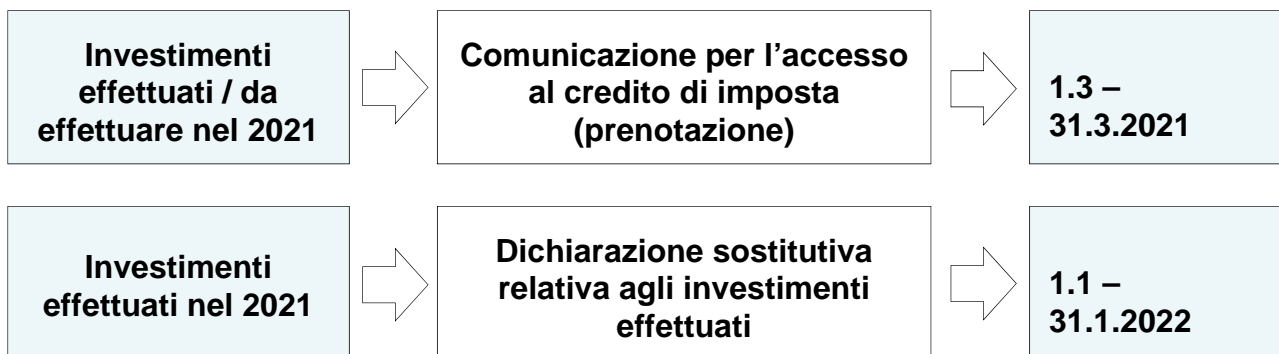 Investimenti
effettuati / da
effettuare nel 2021
Comunicazione per l’accesso
al credito di imposta
(prenotazione)
1.3 –
31.3.2021
Investimenti
effettuati nel 2021
Dichiarazione sostitutiva
relativa agli investimenti
effettuati
1.1 –
31.1.2022